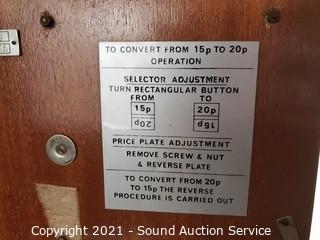 TO CONVERT FROM 15p TO 20p
OPERATION
SELECTOR ADJUSTMENT
TURN RECTANGULAR BUTTON
FROM TO
15p 20p
20p 15p
PRICE PLATE ADJUSTMENT
REMOVE SCREW & NUT
& REVERSE PLATE
TO CONVERT FROM 20p
TO 15p THE REVERSE
PROCEDURE IS CARRIED OUT
Copyright 2021 - Sound Auction Service